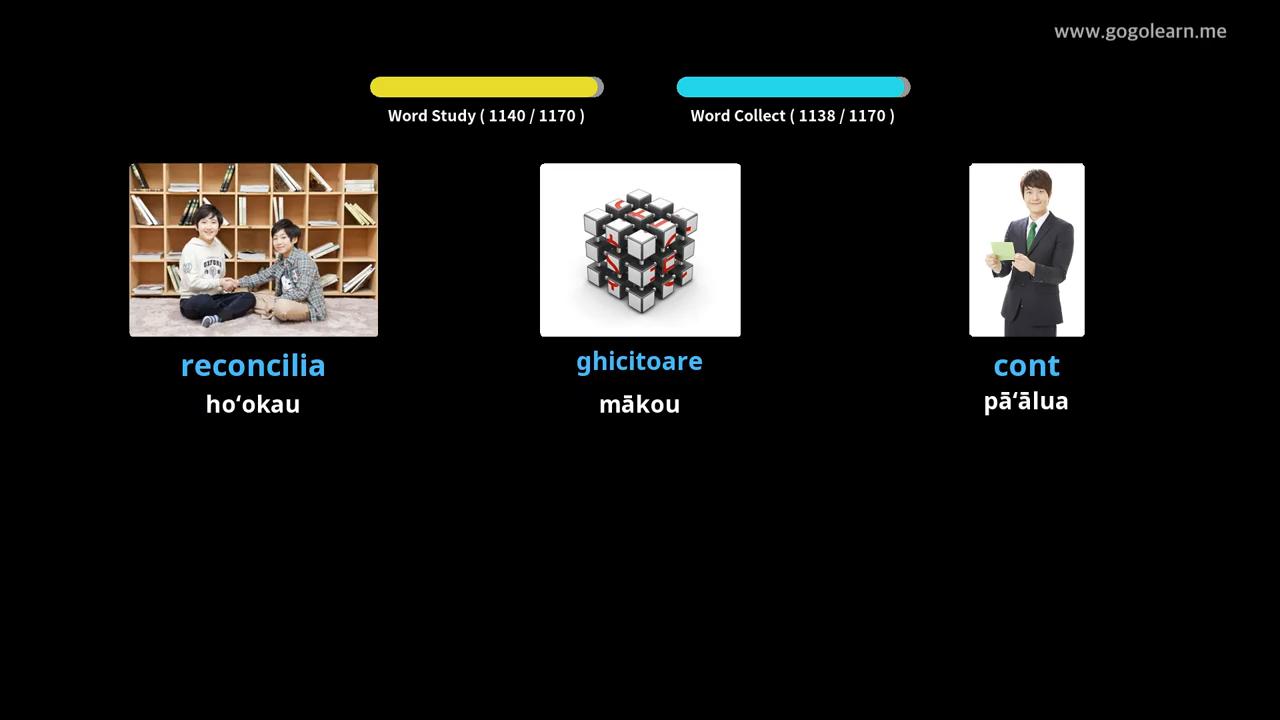 www.gogolearn.me
Word Study ( 1140 / 1170 )
Word Collect ( 1138 / 1170 )
reconcilia
hoʻokau
ghicitoare
mākou
cont
pāʻālua